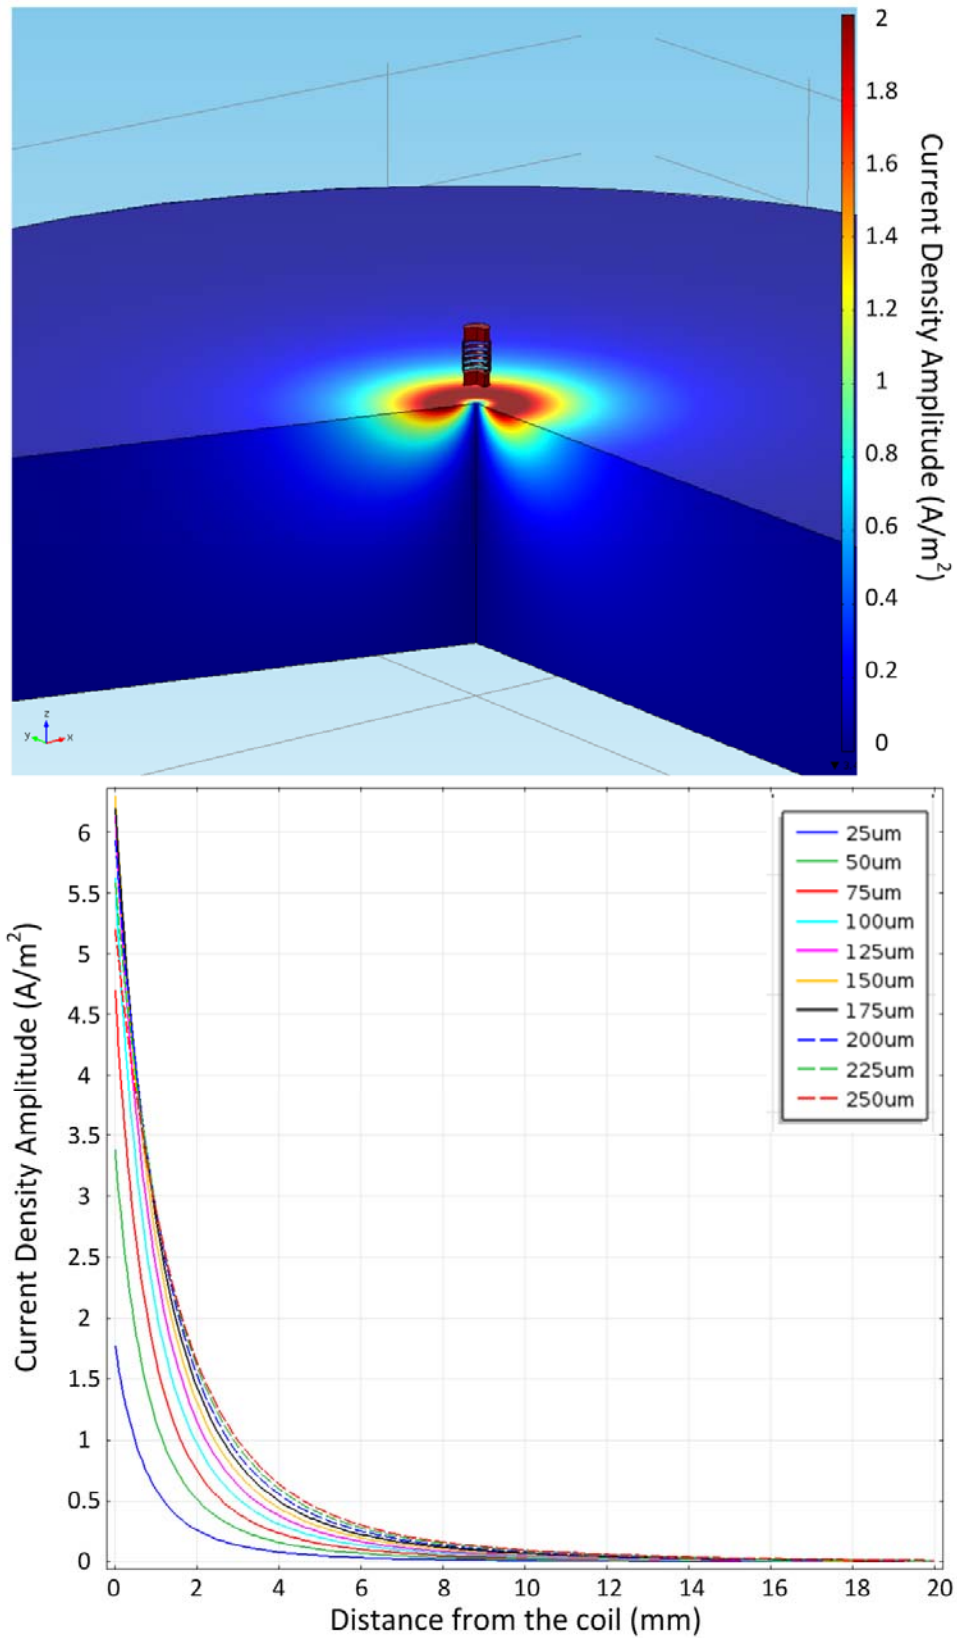 2
1.8
1.6
1.4
1.2
1
0.8
0.6
0.4
0.2
0
Current Density Amplitude (A/m²)
z
y
x
6
5.5
5
4.5
4
3.5
3
2.5
2
1.5
1
0.5
0
Current Density Amplitude (A/m²)
25um
50um
75um
100um
125um
150um
175um
200um
225um
250um
0 2 4 6 8 10 12 14 16 18 20
Distance from the coil (mm)